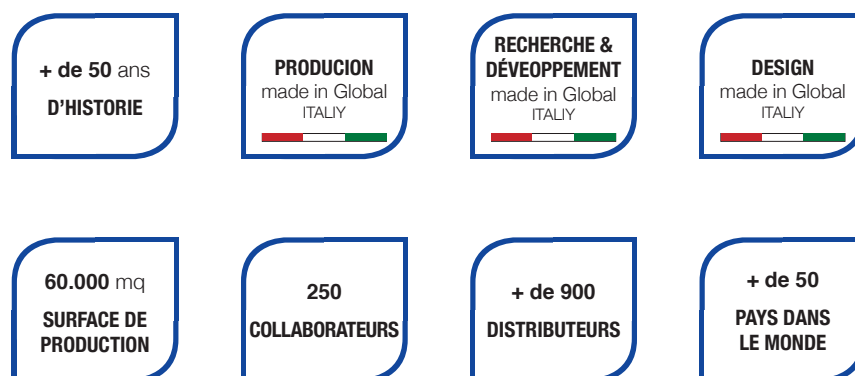 + de 50 ans
D'HISTORIE
PRODUCION
made in Global
ITALIY
RECHERCHE &
DÉVEOPPEMENT
made in Global
ITALIY
DESIGN
made in Global
ITALIY
60.000 mq
SURFACE DE
PRODUCTION
250
COLLABORATEURS
+ de 900
DISTRIBUTEURS
+ de 50
PAYS DANS
LE MONDE